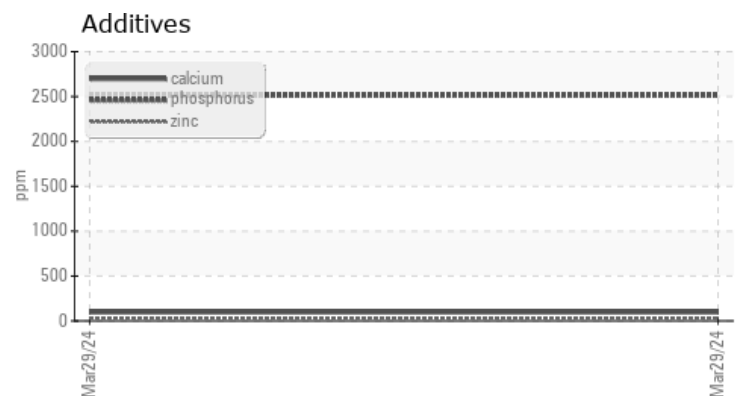 Additives
3000
2500
2000
1500
1000
500
0
ppm
calcium
phosphorus
zinc
Mar29/24
Mar29/24